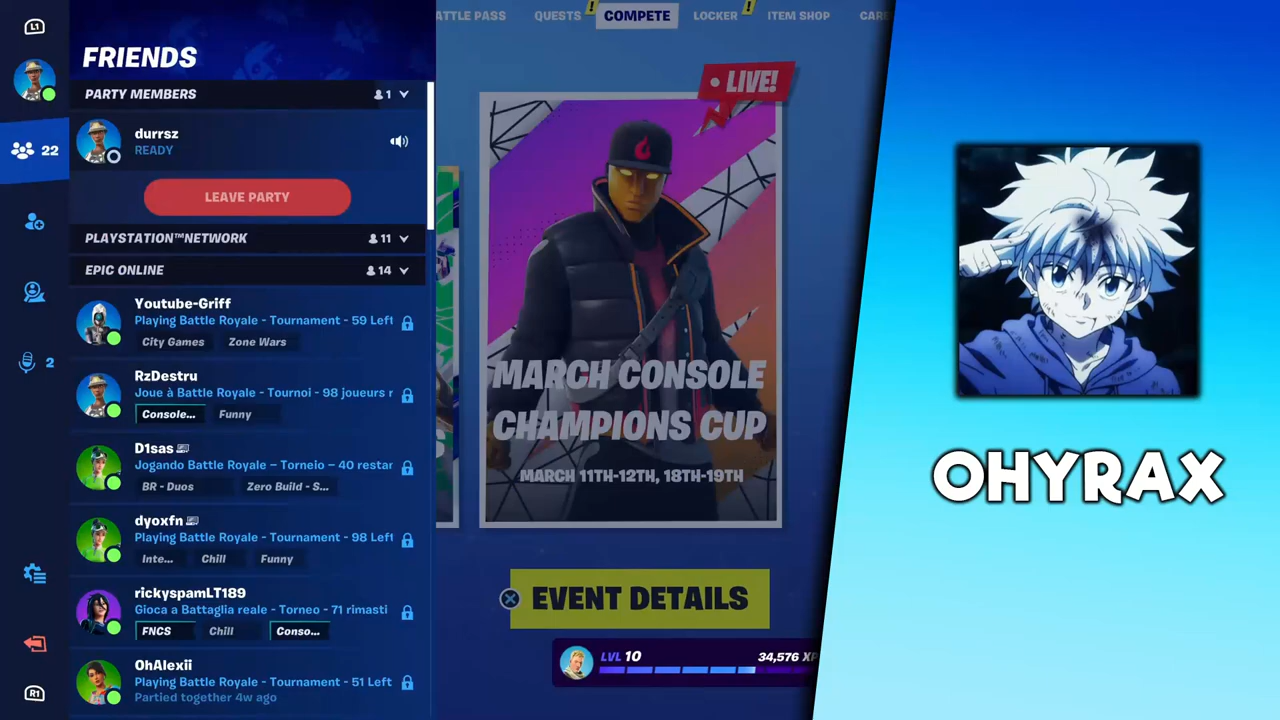 L1
FRIENDS
PARTY MEMBERS
1
durrsz
READY
LEAVE PARTY
22
PLAYSTATION™NETWORK
11
EPIC ONLINE
14
Youtube-Griff
Playing Battle Royale - Tournament - 59 Left
City Games
Zone Wars
RzDestru
Joue à Battle Royale - Tournoi - 98 joueurs r
Console...
Funny
2
D1sas
Jogando Battle Royale – Torneio – 40 restar
BR - Duos
Zero Build - S...
dyoxfn
Playing Battle Royale - Tournament - 98 Left
Inte...
Chill
Funny
rickyspamLT189
Gioca a Battaglia reale - Torneo - 71 rimasti
FNCS
Chill
Conso...
OhAlexii
Playing Battle Royale - Tournament - 51 Left
Partied together 4w ago
R1
ATTLE PASS
QUESTS
!
COMPETE
LOCKER
!
ITEM SHOP
CARE
LIVE!
MARCH CONSOLE
CHAMPIONS CUP
MARCH 11TH-12TH, 18TH-19TH
EVENT DETAILS
LVL 10
34,576 XP
OHYRAX